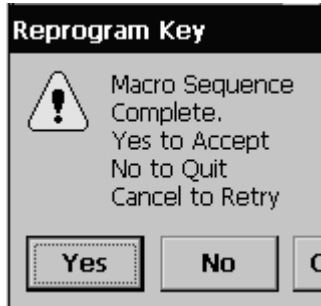 Reprogram Key
Macro Sequence
Complete.
Yes to Accept
No to Quit
Cancel to Retry
Yes No